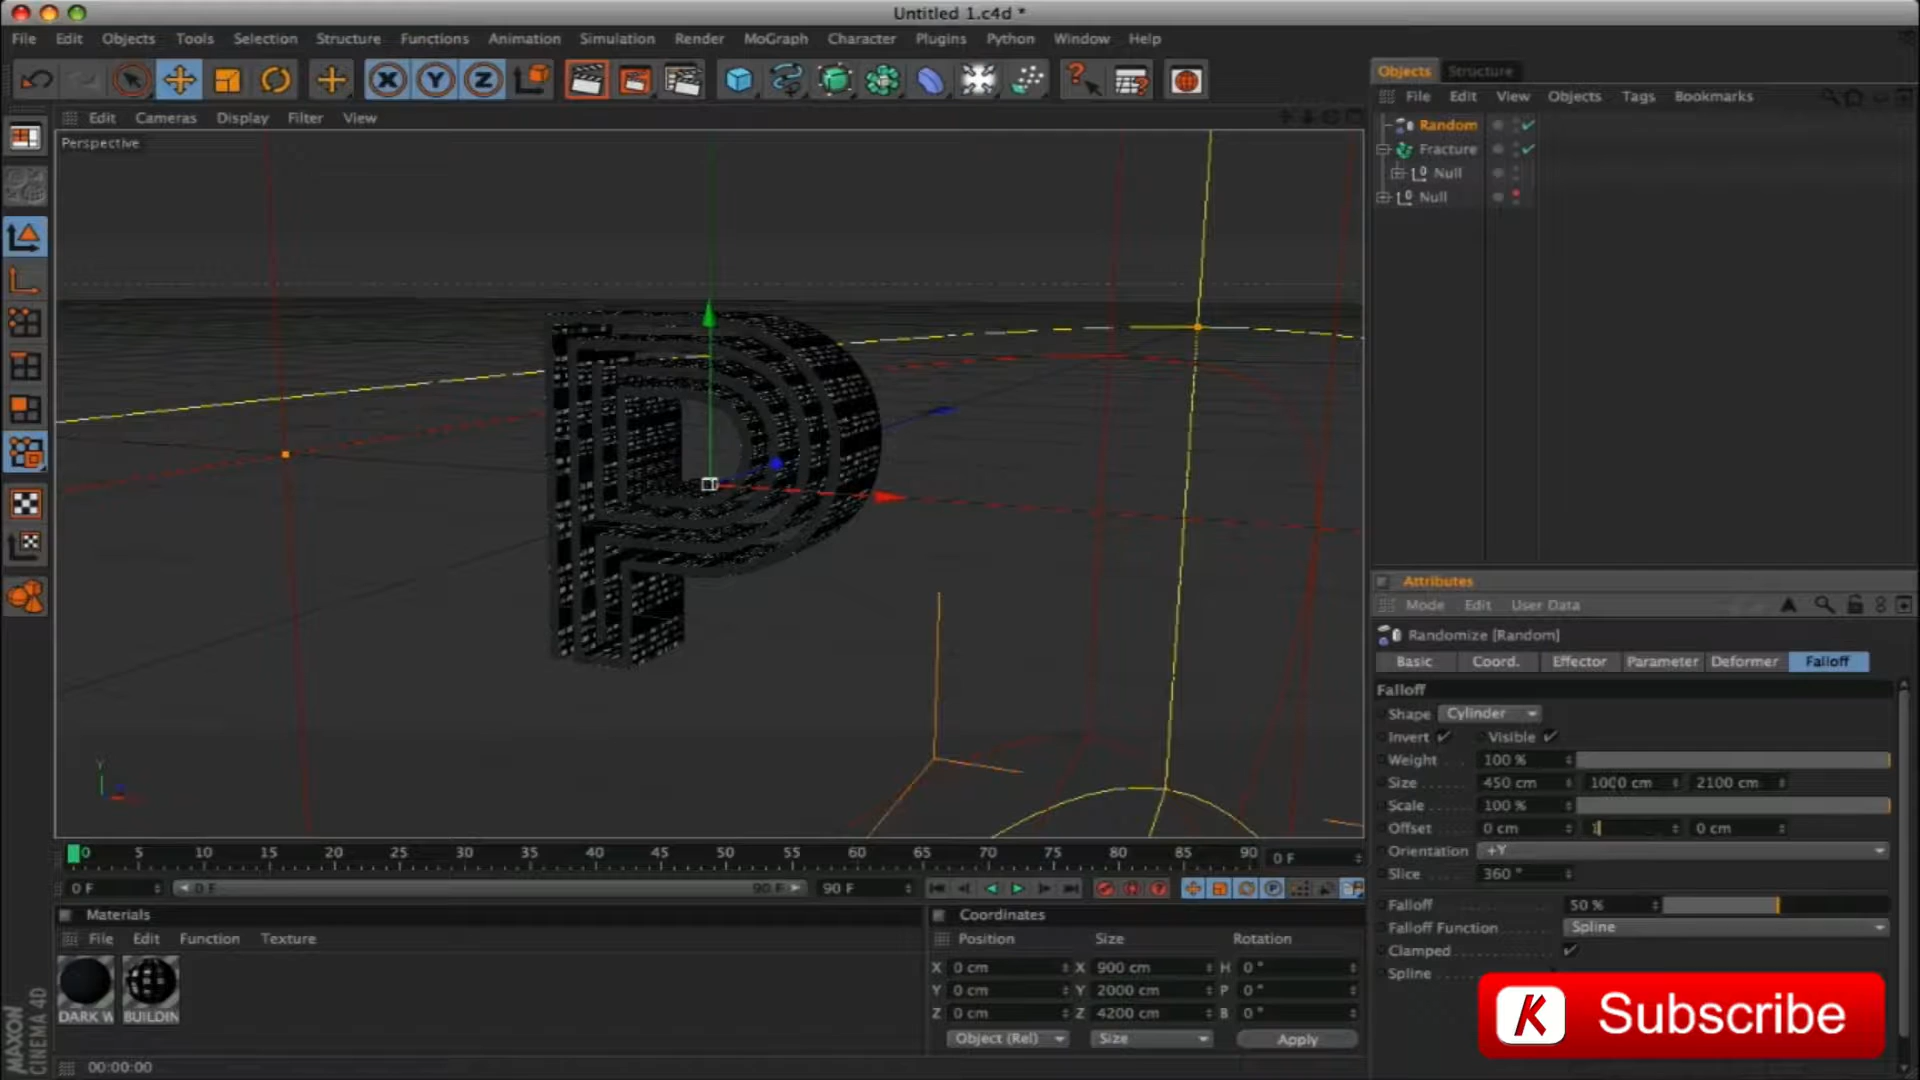 Untitled 1.c4d *
File Edit Objects Tools Selection Structure Functions Animation Simulation Render MoGraph Character Plugins Python Window Help
Objects Structure
File Edit View Objects Tags Bookmarks
Edit Cameras Display Filter View
Perspective
Random
Fracture
Null
Null
Attributes
Mode Edit User Data
Randomize [Random]
Basic Coord. Effector Parameter Deformer Falloff
Falloff
Shape Cylinder
Invert Visible
Weight 100 %
Size 450 cm 1000 cm 2100 cm
Scale 100 %
Offset 0 cm 0 cm
Orientation +Y
Slice 360 °
Falloff 50 %
Falloff Function Spline
Clamped
Spline
Y
0 5 10 15 20 25 30 35 40 45 50 55 60 65 70 75 80 85 90 0 F
0 F 0 F 90 F 90 F
Materials
File Edit Function Texture
DARK W BUILDIN
Coordinates
Position Size Rotation
X 0 cm X 900 cm H 0 °
Y 0 cm Y 2000 cm P 0 °
Z 0 cm Z 4200 cm B 0 °
Object (Rel) Size Apply
MAXON
CINEMA 4D
00:00:00
K Subscribe